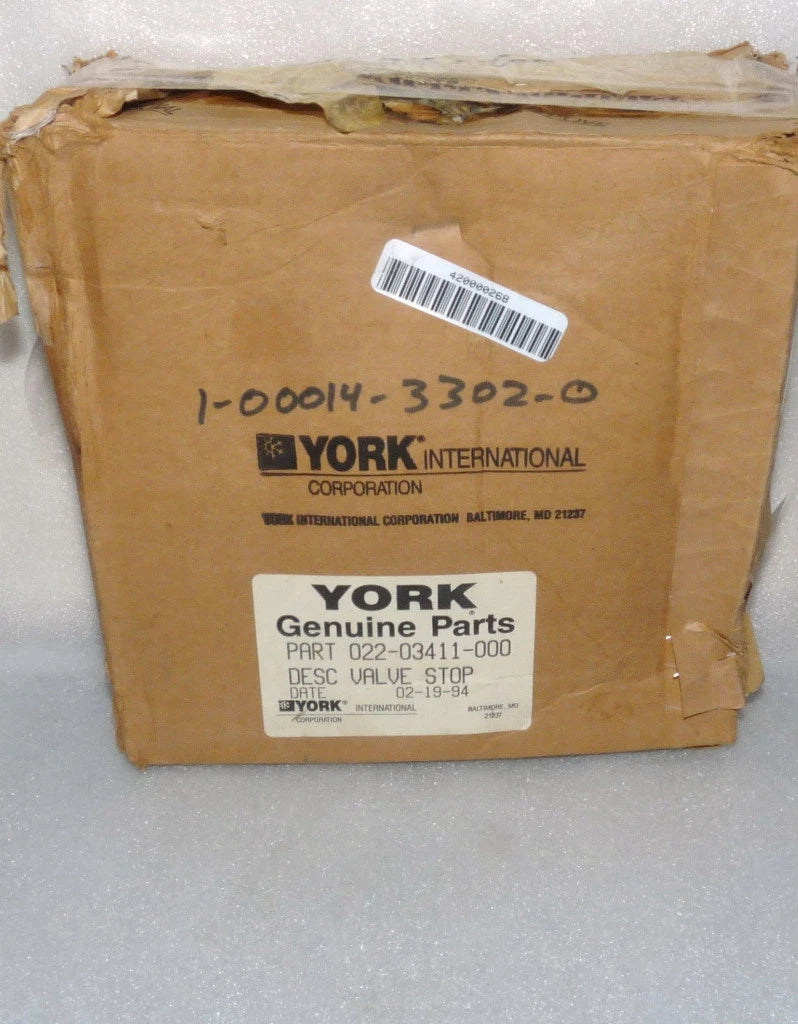 420000268
1-00014-3302-0
YORK® INTERNATIONAL
CORPORATION
YORK INTERNATIONAL CORPORATION BALTIMORE, MD 21237
YORK®
Genuine Parts
PART 022-03411-000
DESC VALVE STOP
DATE 02-19-94
YORK® INTERNATIONAL
CORPORATION
BALTIMORE, MD
21237